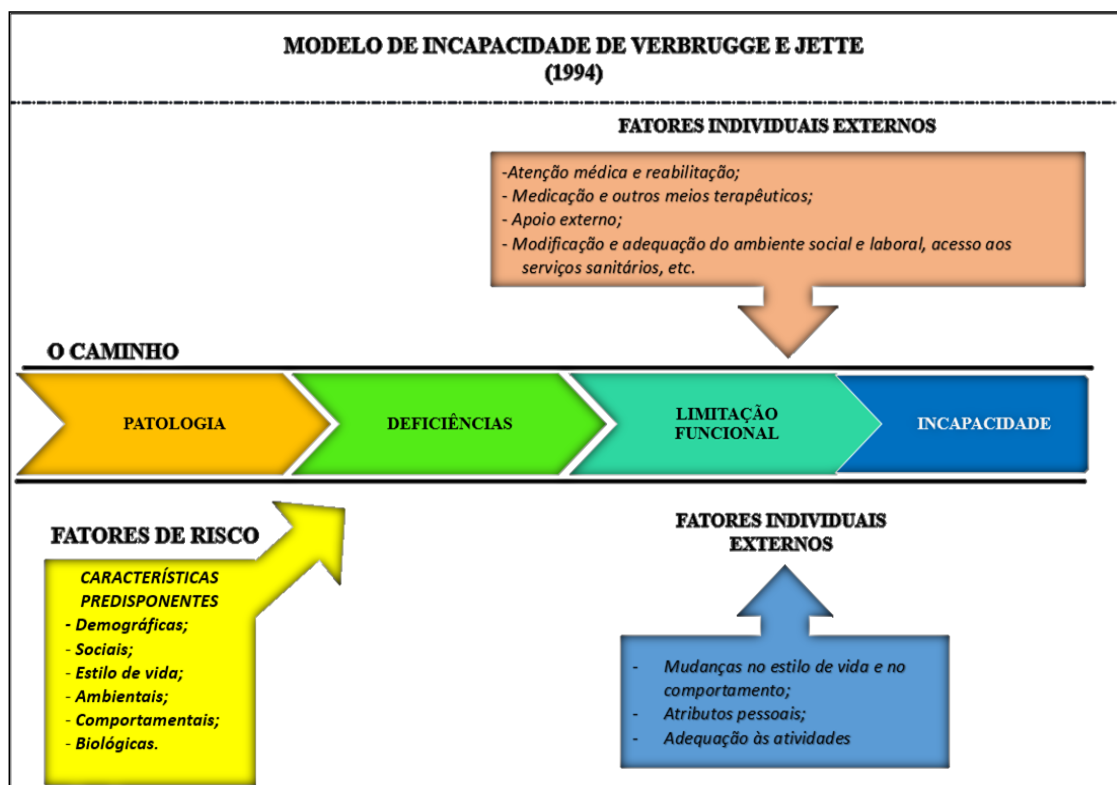 MODELO DE INCAPACIDADE DE VERBRUGGE E JETTE
(1994)
FATORES INDIVIDUAIS EXTERNOS
-Atenção médica e reabilitação;
- Medicação e outros meios terapêuticos;
- Apoio externo;
- Modificação e adequação do ambiente social e laboral, acesso aos
serviços sanitários, etc.
O CAMINHO
PATOLOGIA
DEFICIÊNCIAS
LIMITAÇÃO
FUNCIONAL
INCAPACIDADE
FATORES DE RISCO
CARACTERÍSTICAS
PREDISPONENTES
- Demográficas;
- Sociais;
- Estilo de vida;
- Ambientais;
- Comportamentais;
- Biológicas.
FATORES INDIVIDUAIS
EXTERNOS
- Mudanças no estilo de vida e no
comportamento;
- Atributos pessoais;
- Adequação às atividades